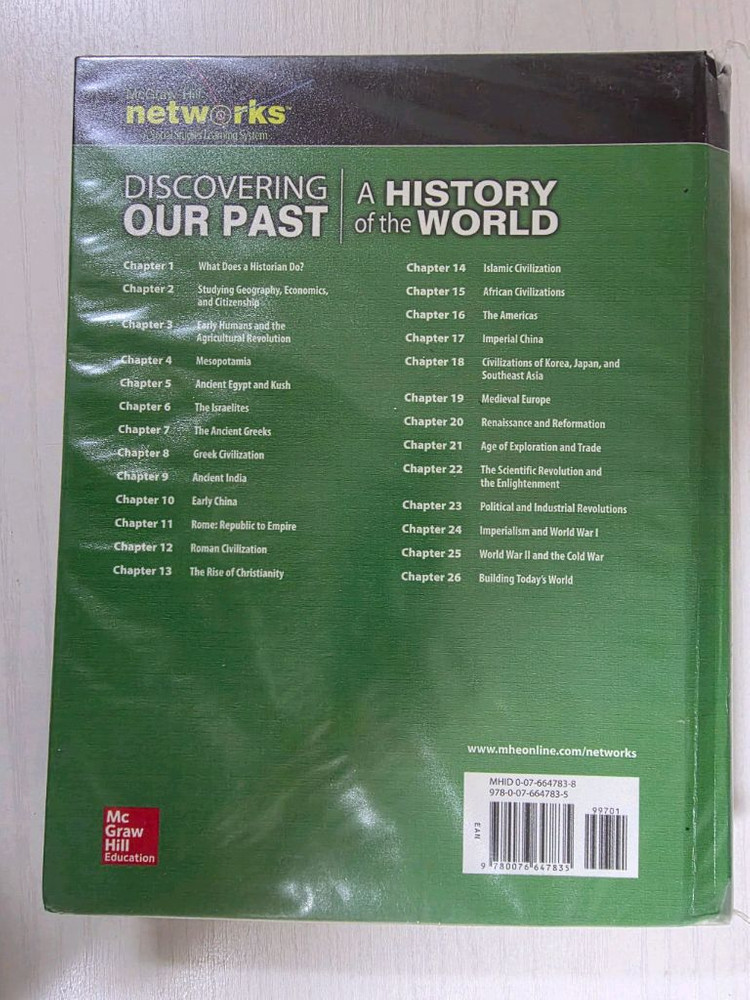 McGraw Hill
networks™
A Social Studies Learning System
DISCOVERING
OUR PAST
A HISTORY
of the WORLD
Chapter 1 What Does a Historian Do?
Chapter 2 Studying Geography, Economics,
and Citizenship
Chapter 3 Early Humans and the
Agricultural Revolution
Chapter 4 Mesopotamia
Chapter 5 Ancient Egypt and Kush
Chapter 6 The Israelites
Chapter 7 The Ancient Greeks
Chapter 8 Greek Civilization
Chapter 9 Ancient India
Chapter 10 Early China
Chapter 11 Rome: Republic to Empire
Chapter 12 Roman Civilization
Chapter 13 The Rise of Christianity
Chapter 14 Islamic Civilization
Chapter 15 African Civilizations
Chapter 16 The Americas
Chapter 17 Imperial China
Chapter 18 Civilizations of Korea, Japan, and
Southeast Asia
Chapter 19 Medieval Europe
Chapter 20 Renaissance and Reformation
Chapter 21 Age of Exploration and Trade
Chapter 22 The Scientific Revolution and
the Enlightenment
Chapter 23 Political and Industrial Revolutions
Chapter 24 Imperialism and World War I
Chapter 25 World War II and the Cold War
Chapter 26 Building Today's World
www.mheonline.com/networks
MHID 0-07-664783-8
978-0-07-664783-5
99701
EAN
9 780076 647835
Mc
Graw
Hill
Education